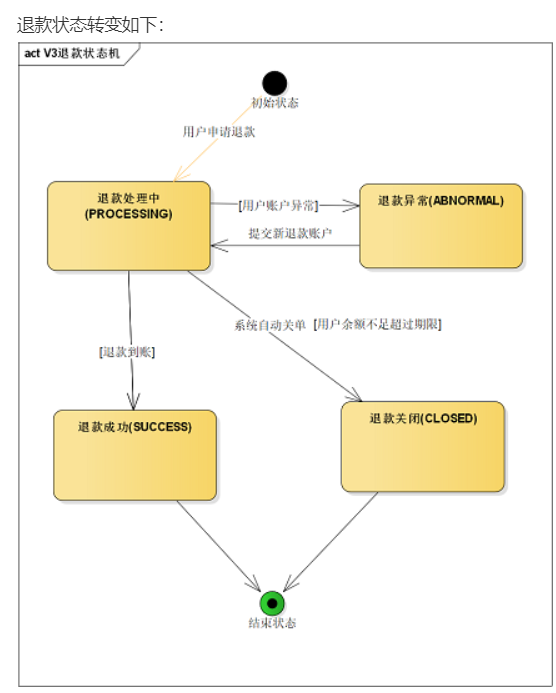 退款状态转变如下：
act V3退款状态机
初始状态
用户申请退款
退款处理中
(PROCESSING)
[用户账户异常]
退款异常(ABNORMAL)
提交新退款账户
系统自动关单 [用户余额不足超过期限]
[退款到账]
退款成功(SUCCESS)
退款关闭(CLOSED)
结束状态